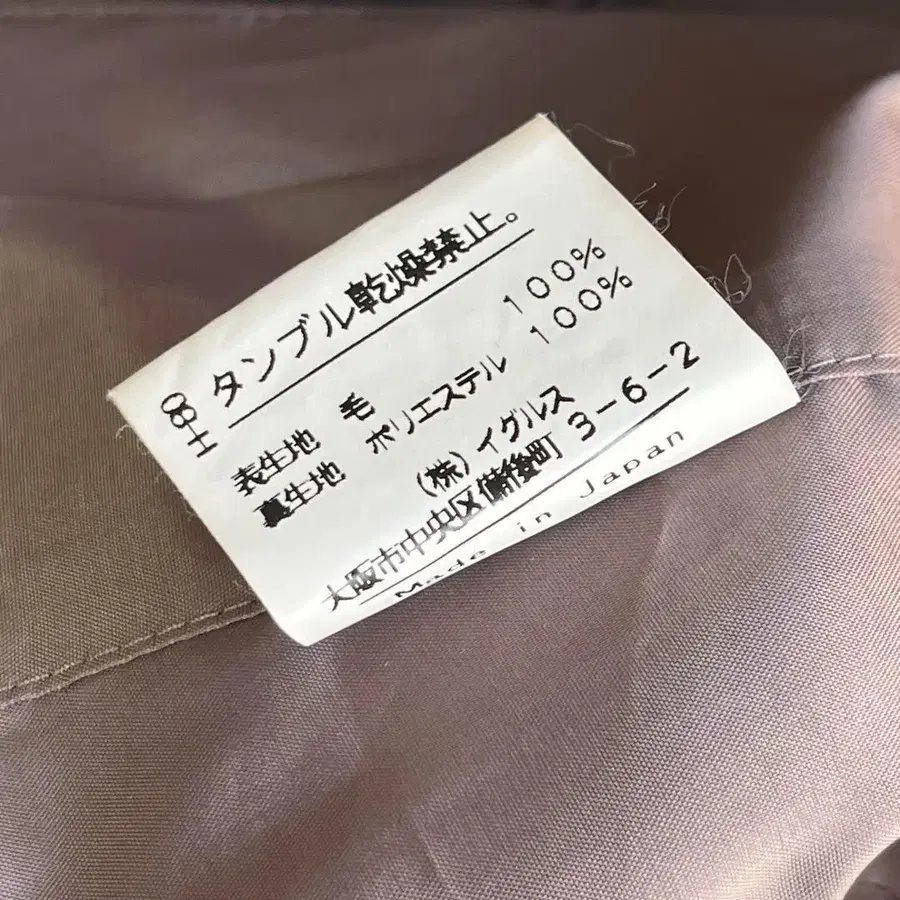 タンブル乾燥禁止。
表生地 毛 100%
裏生地 ポリエステル 100%
(株)イグルス
大阪市中央区備後町 3-6-2
Made in Japan